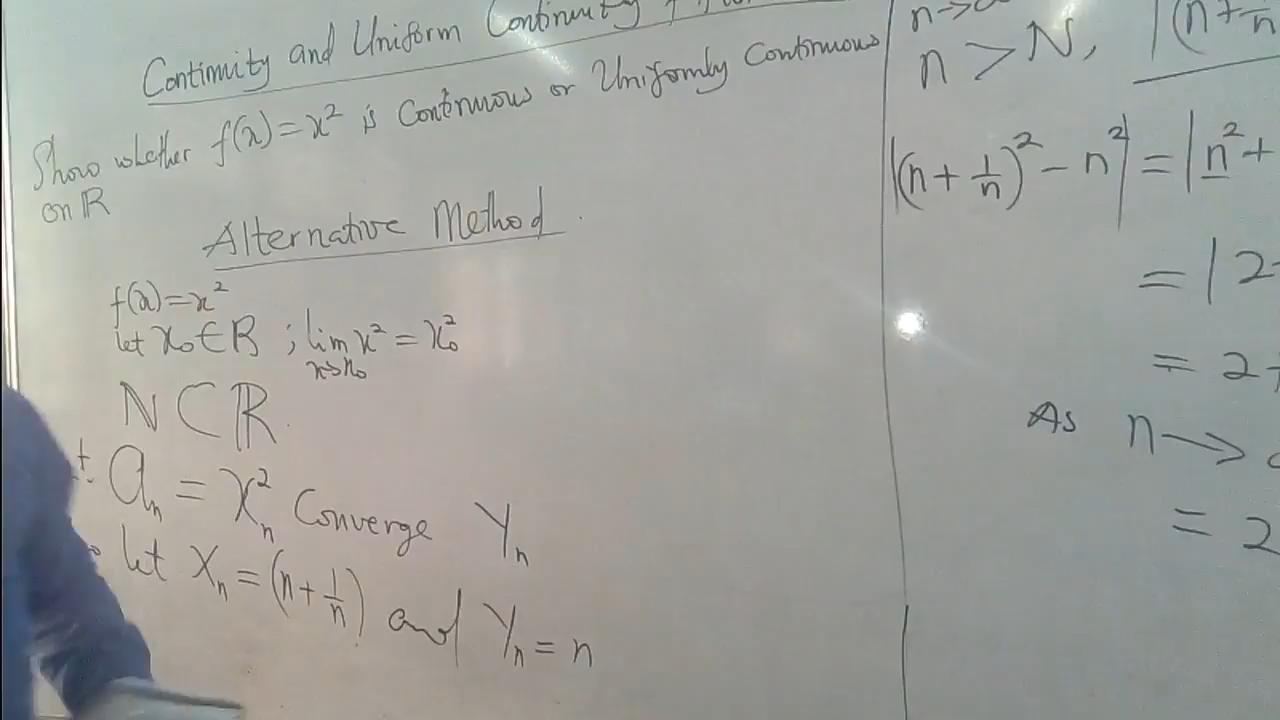 Continuity and Uniform Continuity
Show whether f(x) = x² is Continuous or Uniformly Continuous
on ℝ
Alternative Method
f(x) = x²
let x₀ ∈ ℝ ; lim x² = x₀²
x→x₀
N ⊂ ℝ.
aₙ = Xₙ² Converge Yₙ
let Xₙ = (n + 1/n) and Yₙ = n
n→
n > N, |(n + 1/n
|(n + 1/n)² − n²| = |n² +
= | 2
= 2 +
As n →
= 2